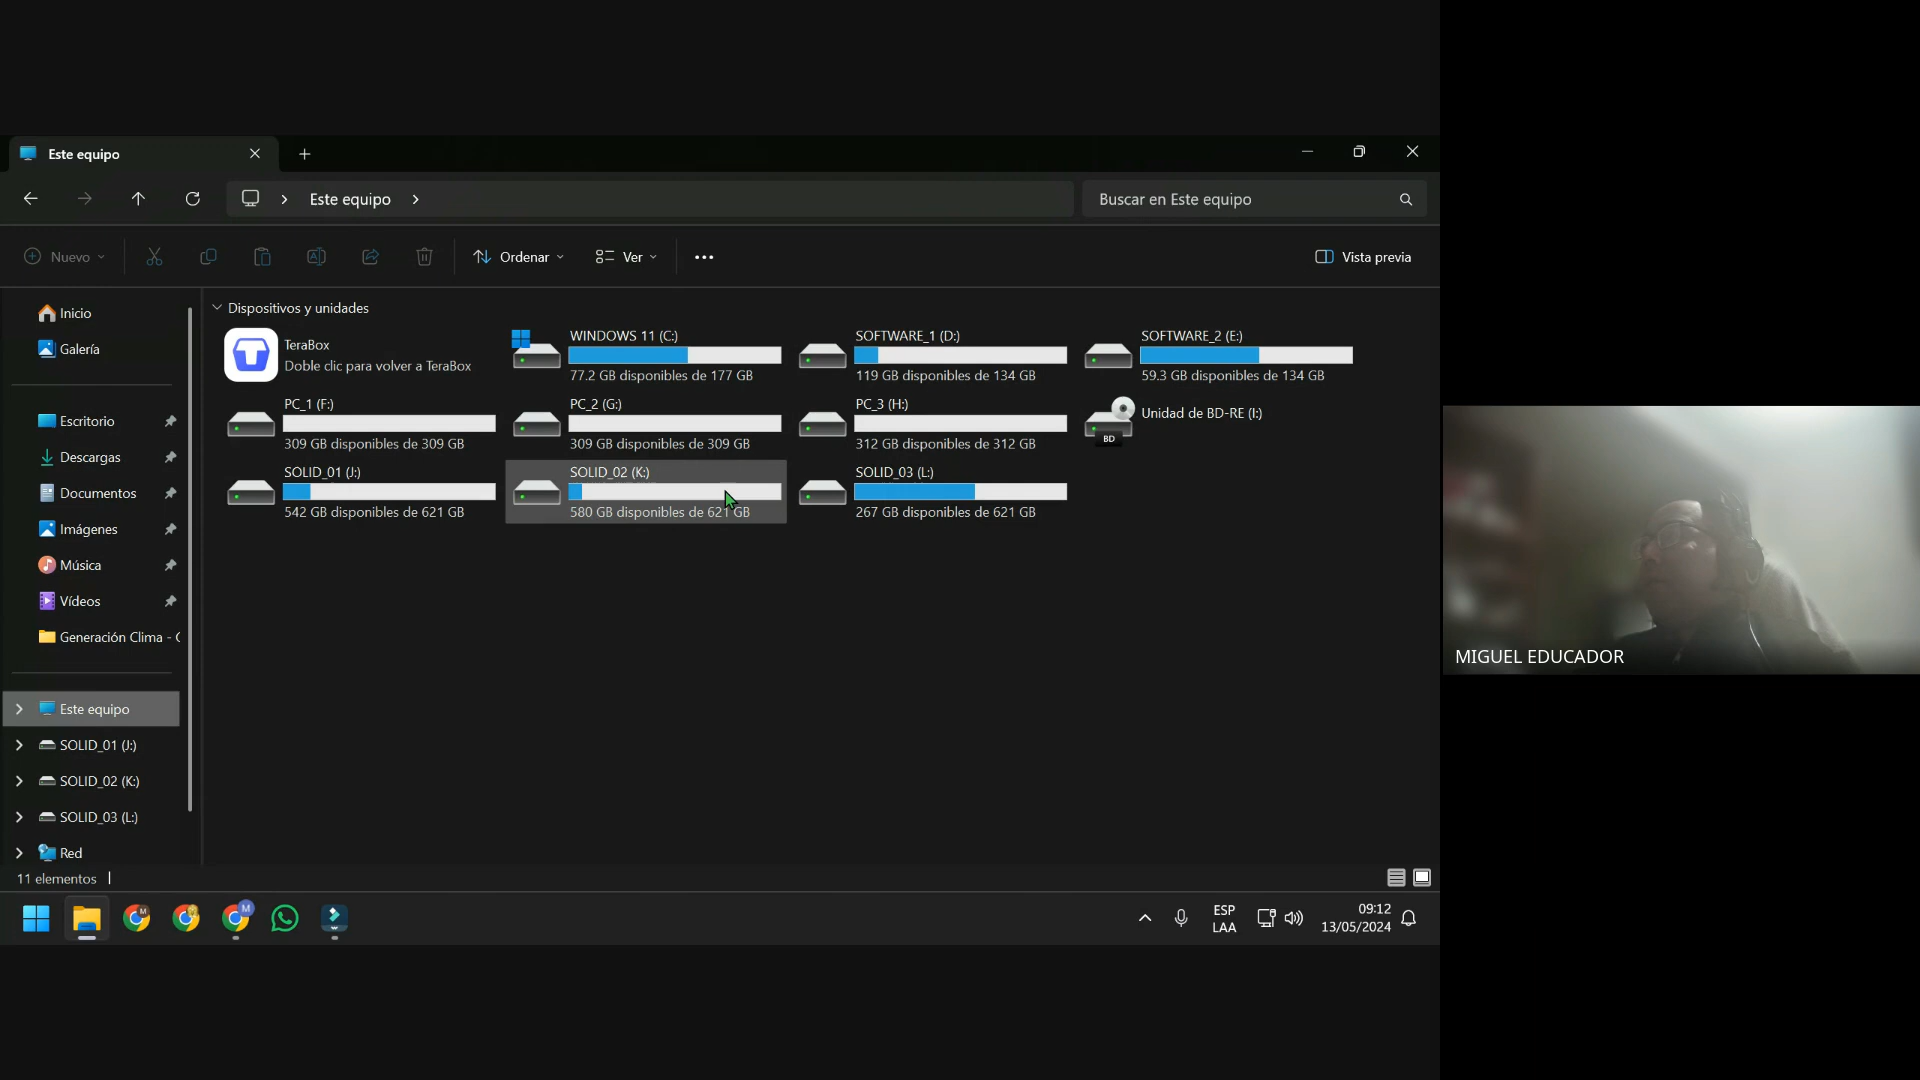 Este equipo
Este equipo
Buscar en Este equipo
Nuevo
Ordenar
Ver
Vista previa
Inicio
Galería
Escritorio
Descargas
Documentos
Imágenes
Música
Vídeos
Generación Clima -
Este equipo
SOLID_01 (J:)
SOLID_02 (K:)
SOLID_03 (L:)
Red
Dispositivos y unidades
TeraBox
Doble clic para volver a TeraBox
WINDOWS 11 (C:)
77.2 GB disponibles de 177 GB
SOFTWARE_1 (D:)
119 GB disponibles de 134 GB
SOFTWARE_2 (E:)
59.3 GB disponibles de 134 GB
PC_1 (F:)
309 GB disponibles de 309 GB
PC_2 (G:)
309 GB disponibles de 309 GB
PC_3 (H:)
312 GB disponibles de 312 GB
BD
Unidad de BD-RE (I:)
SOLID_01 (J:)
542 GB disponibles de 621 GB
SOLID_02 (K:)
580 GB disponibles de 621 GB
SOLID_03 (L:)
267 GB disponibles de 621 GB
11 elementos
M
M
ESP
LAA
09:12
13/05/2024
MIGUEL EDUCADOR